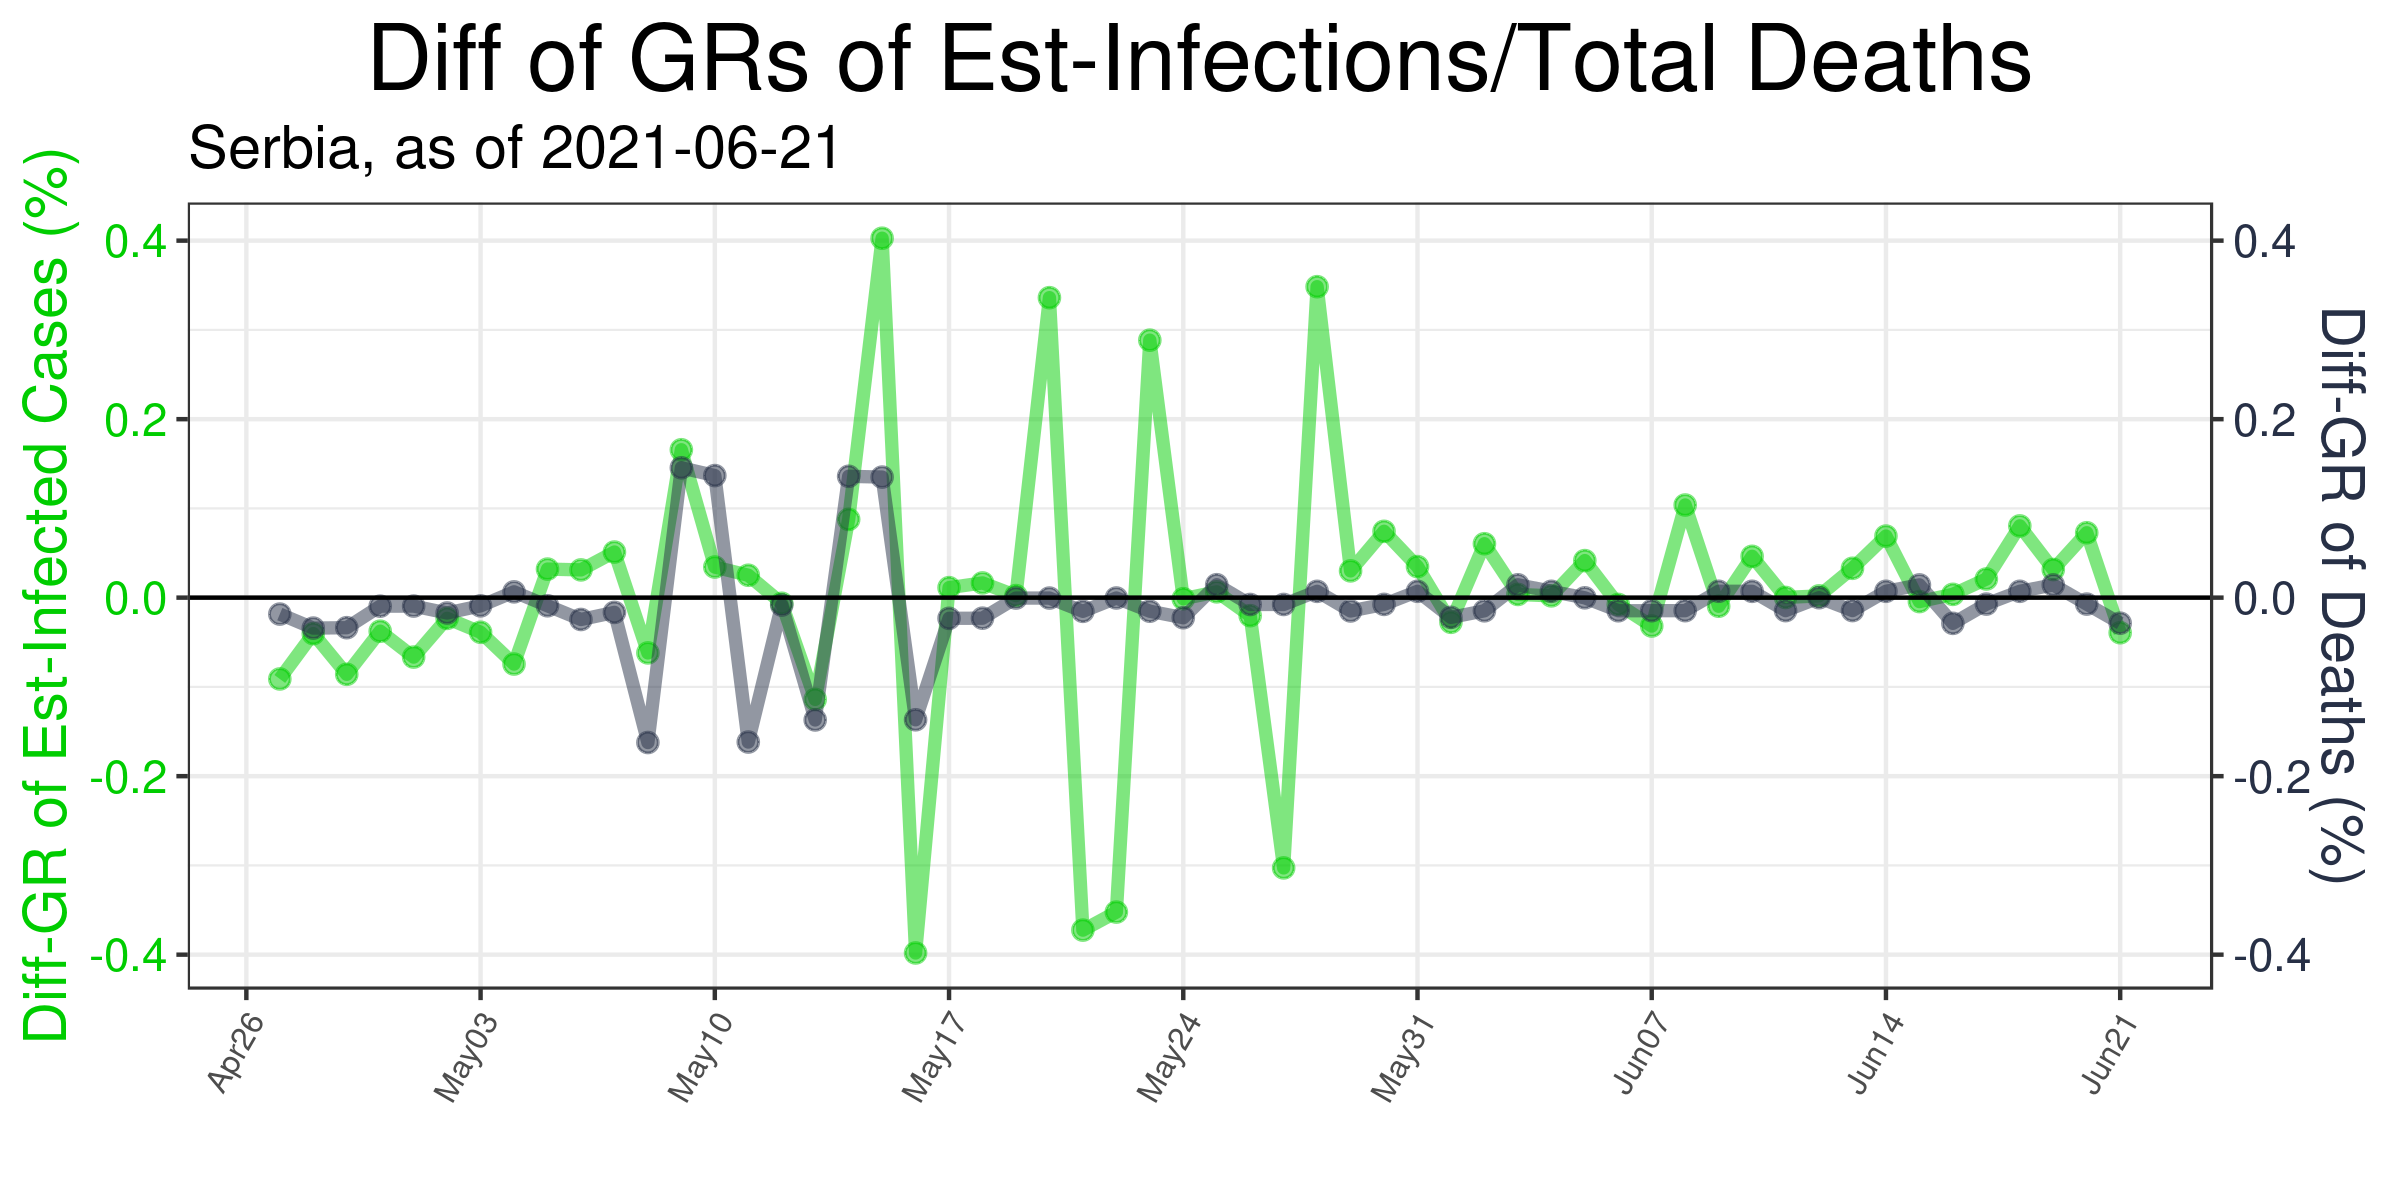 Diff of GRs of Est-Infections/Total Deaths
Serbia, as of 2021-06-21
Diff-GR of Est-Infected Cases (%)
0.4
0.2
0.0
-0.2
-0.4
0.4
0.2
0.0
-0.2
-0.4
Diff-GR of Deaths (%)
Apr26
May03
May10
May17
May24
May31
Jun07
Jun14
Jun21